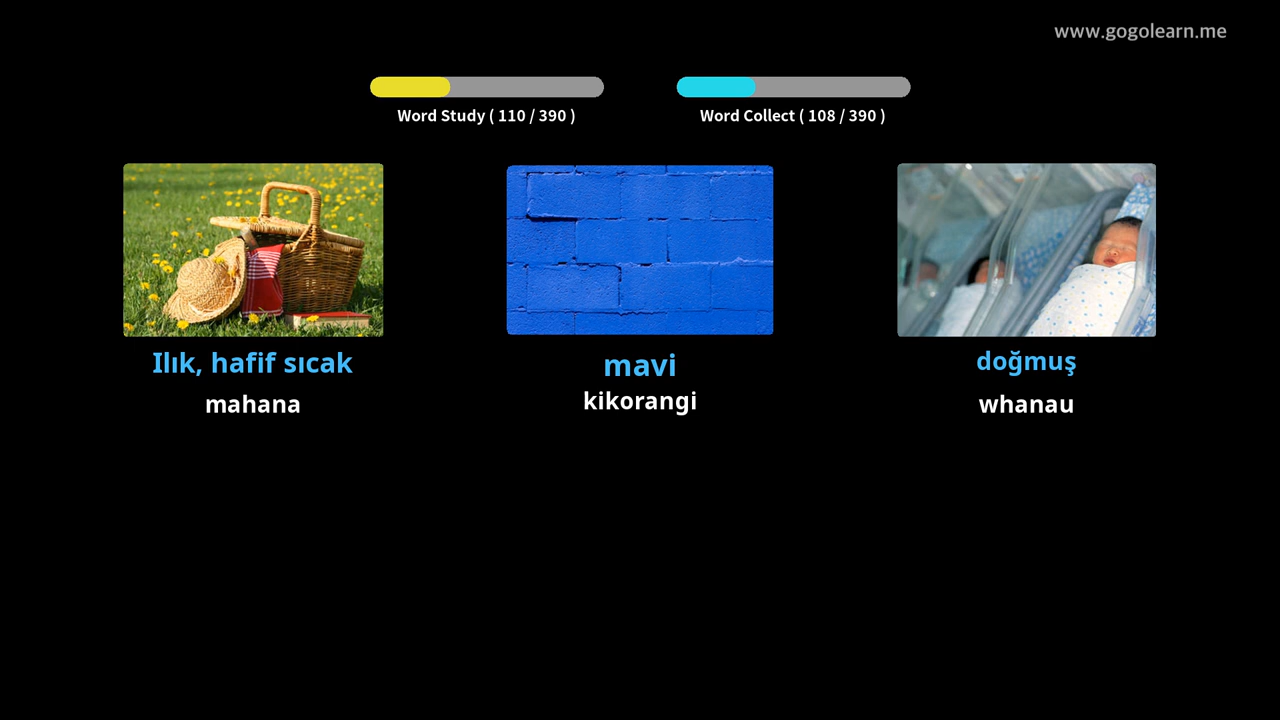 www.gogolearn.me
Word Study ( 110 / 390 )
Word Collect ( 108 / 390 )
Ilık, hafif sıcak
mavi
doğmuş
mahana
kikorangi
whanau